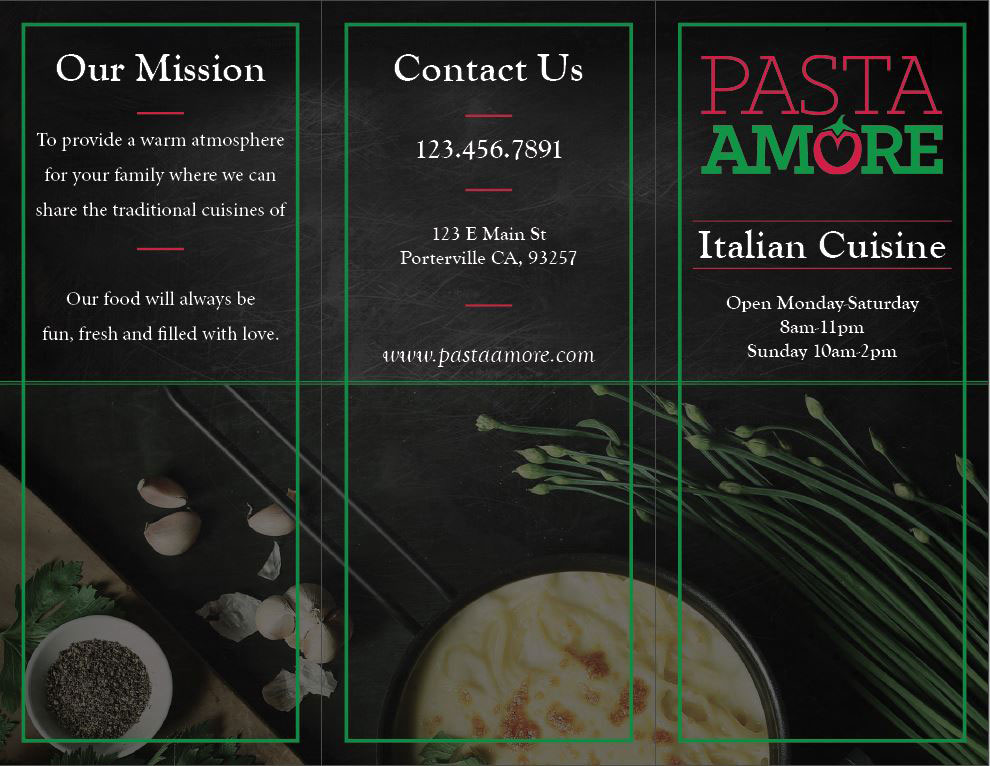 Our Mission
To provide a warm atmosphere
for your family where we can
share the traditional cuisines of
Our food will always be
fun, fresh and filled with love.
Contact Us
123.456.7891
123 E Main St
Porterville CA, 93257
www.pastaamore.com
PASTA
AMORE
Italian Cuisine
Open Monday-Saturday
8am-11pm
Sunday 10am-2pm